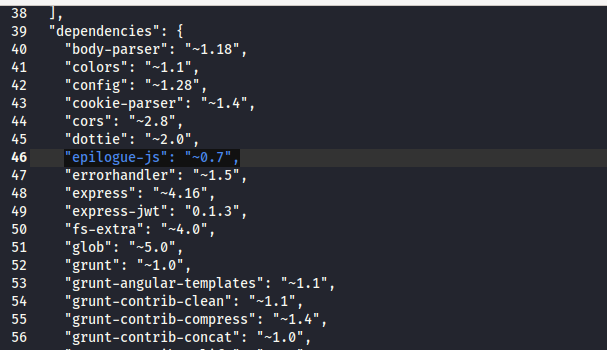 38 ],
39 "dependencies": {
40 "body-parser": "~1.18",
41 "colors": "~1.1",
42 "config": "~1.28",
43 "cookie-parser": "~1.4",
44 "cors": "~2.8",
45 "dottie": "~2.0",
46 "epilogue-js": "~0.7",
47 "errorhandler": "~1.5",
48 "express": "~4.16",
49 "express-jwt": "0.1.3",
50 "fs-extra": "~4.0",
51 "glob": "~5.0",
52 "grunt": "~1.0",
53 "grunt-angular-templates": "~1.1",
54 "grunt-contrib-clean": "~1.1",
55 "grunt-contrib-compress": "~1.4",
56 "grunt-contrib-concat": "~1.0",